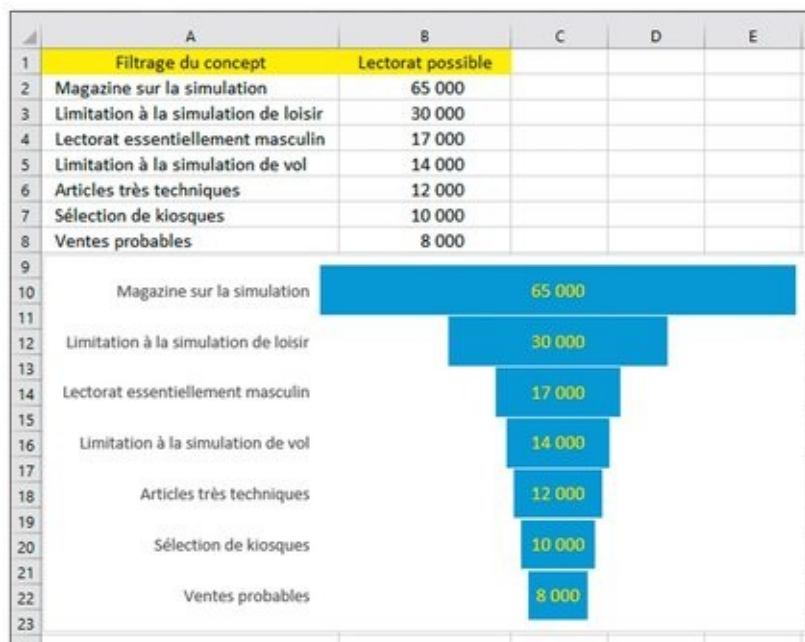 A B C D E
1 Filtrage du concept Lectorat possible
2 Magazine sur la simulation 65 000
3 Limitation à la simulation de loisir 30 000
4 Lectorat essentiellement masculin 17 000
5 Limitation à la simulation de vol 14 000
6 Articles très techniques 12 000
7 Sélection de kiosques 10 000
8 Ventes probables 8 000
9
10 Magazine sur la simulation 65 000
11
12 Limitation à la simulation de loisir 30 000
13
14 Lectorat essentiellement masculin 17 000
15
16 Limitation à la simulation de vol 14 000
17
18 Articles très techniques 12 000
19
20 Sélection de kiosques 10 000
21
22 Ventes probables 8 000
23